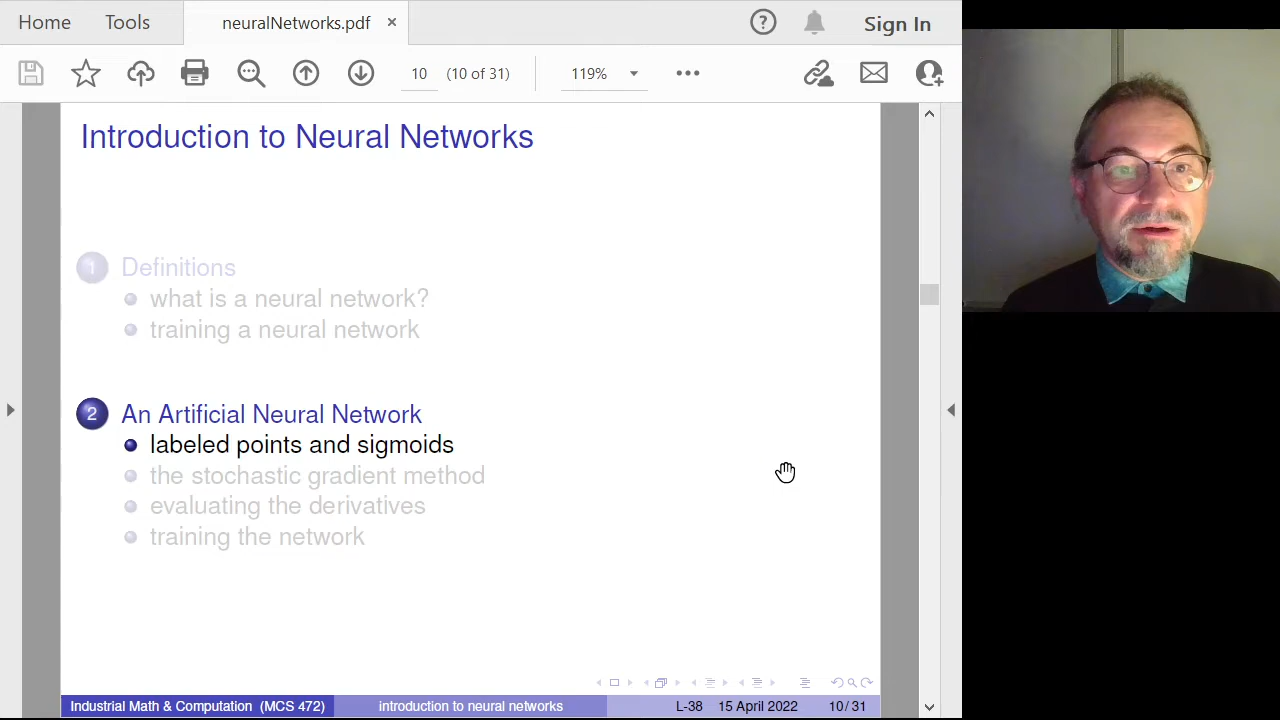 Home Tools neuralNetworks.pdf × ? Sign In
10 (10 of 31) 119%
Introduction to Neural Networks
1 Definitions
what is a neural network?
training a neural network
2 An Artificial Neural Network
labeled points and sigmoids
the stochastic gradient method
evaluating the derivatives
training the network
Industrial Math & Computation (MCS 472) introduction to neural networks L-38 15 April 2022 10/31